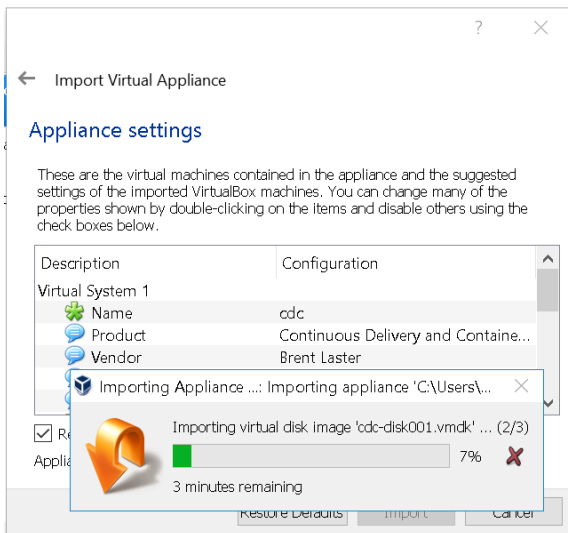 ?
Import Virtual Appliance
Appliance settings
These are the virtual machines contained in the appliance and the suggested
settings of the imported VirtualBox machines. You can change many of the
properties shown by double-clicking on the items and disable others using the
check boxes below.
Description Configuration
Virtual System 1
Name cdc
Product Continuous Delivery and Containe...
Vendor Brent Laster
Importing Appliance ...: Importing appliance 'C:\Users\...
Importing virtual disk image 'cdc-disk001.vmdk' ... (2/3)
7%
3 minutes remaining
Restore Defaults Import Cancel